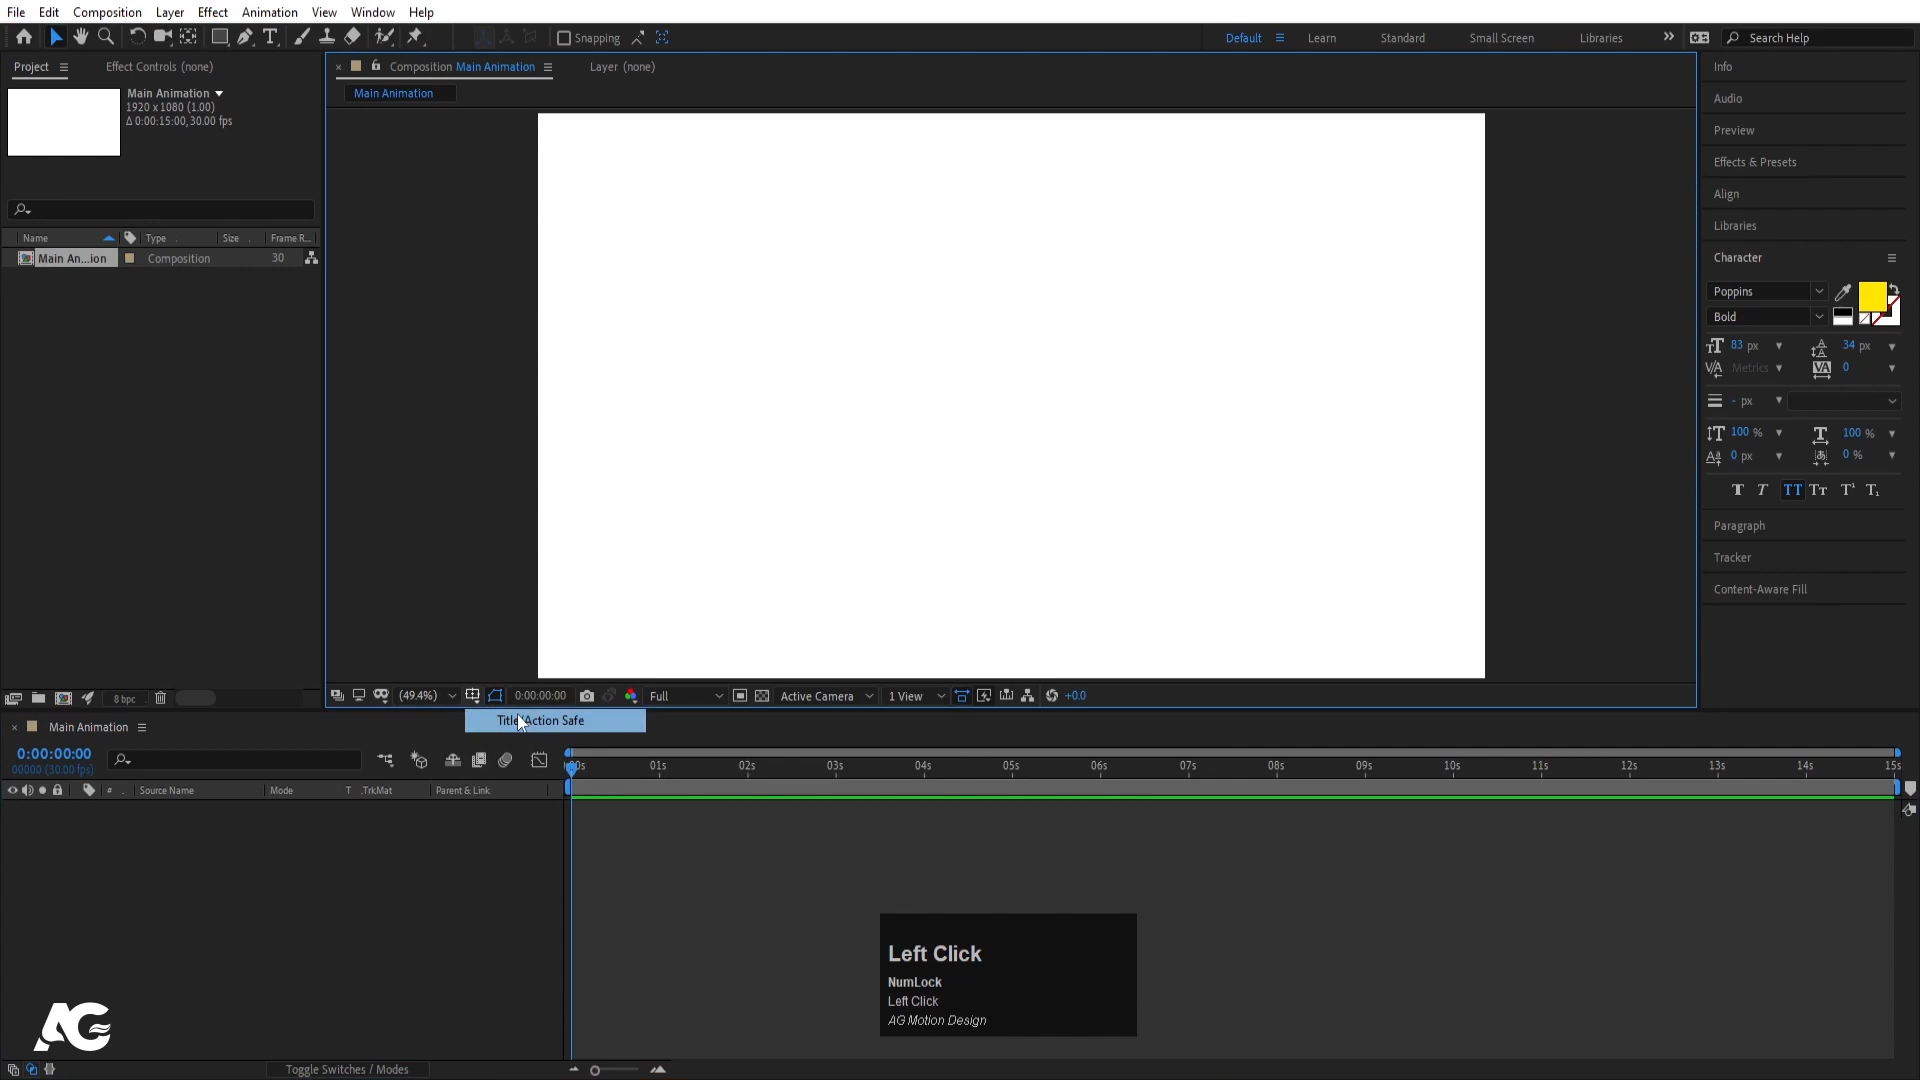 File Edit Composition Layer Effect Animation View Window Help
Snapping Default Learn Standard Small Screen Libraries Search Help
Project Effect Controls (none) Composition Main Animation Layer (none)
Main Animation
Main Animation
1920 x 1080 (1.00)
Δ 0:00:15:00, 30.00 fps
Name Type Size Frame R...
Main An...ion Composition 30
Info
Audio
Preview
Effects & Presets
Align
Libraries
Character
Poppins
Bold
83 px 34 px
Metrics 0
- px
100 % 100 %
0 px 0 %
Paragraph
Tracker
Content-Aware Fill
8 bpc (49.4%) 0:00:00:00 Full Active Camera 1 View +0.0
Title/Action Safe
Main Animation
0:00:00:00
00000 (30.00 fps)
01s 02s 03s 04s 05s 06s 07s 08s 09s 10s 11s 12s 13s 14s 15s
# Source Name Mode T .TrkMat Parent & Link
Left Click
NumLock
Left Click
AG Motion Design
AG
Toggle Switches / Modes